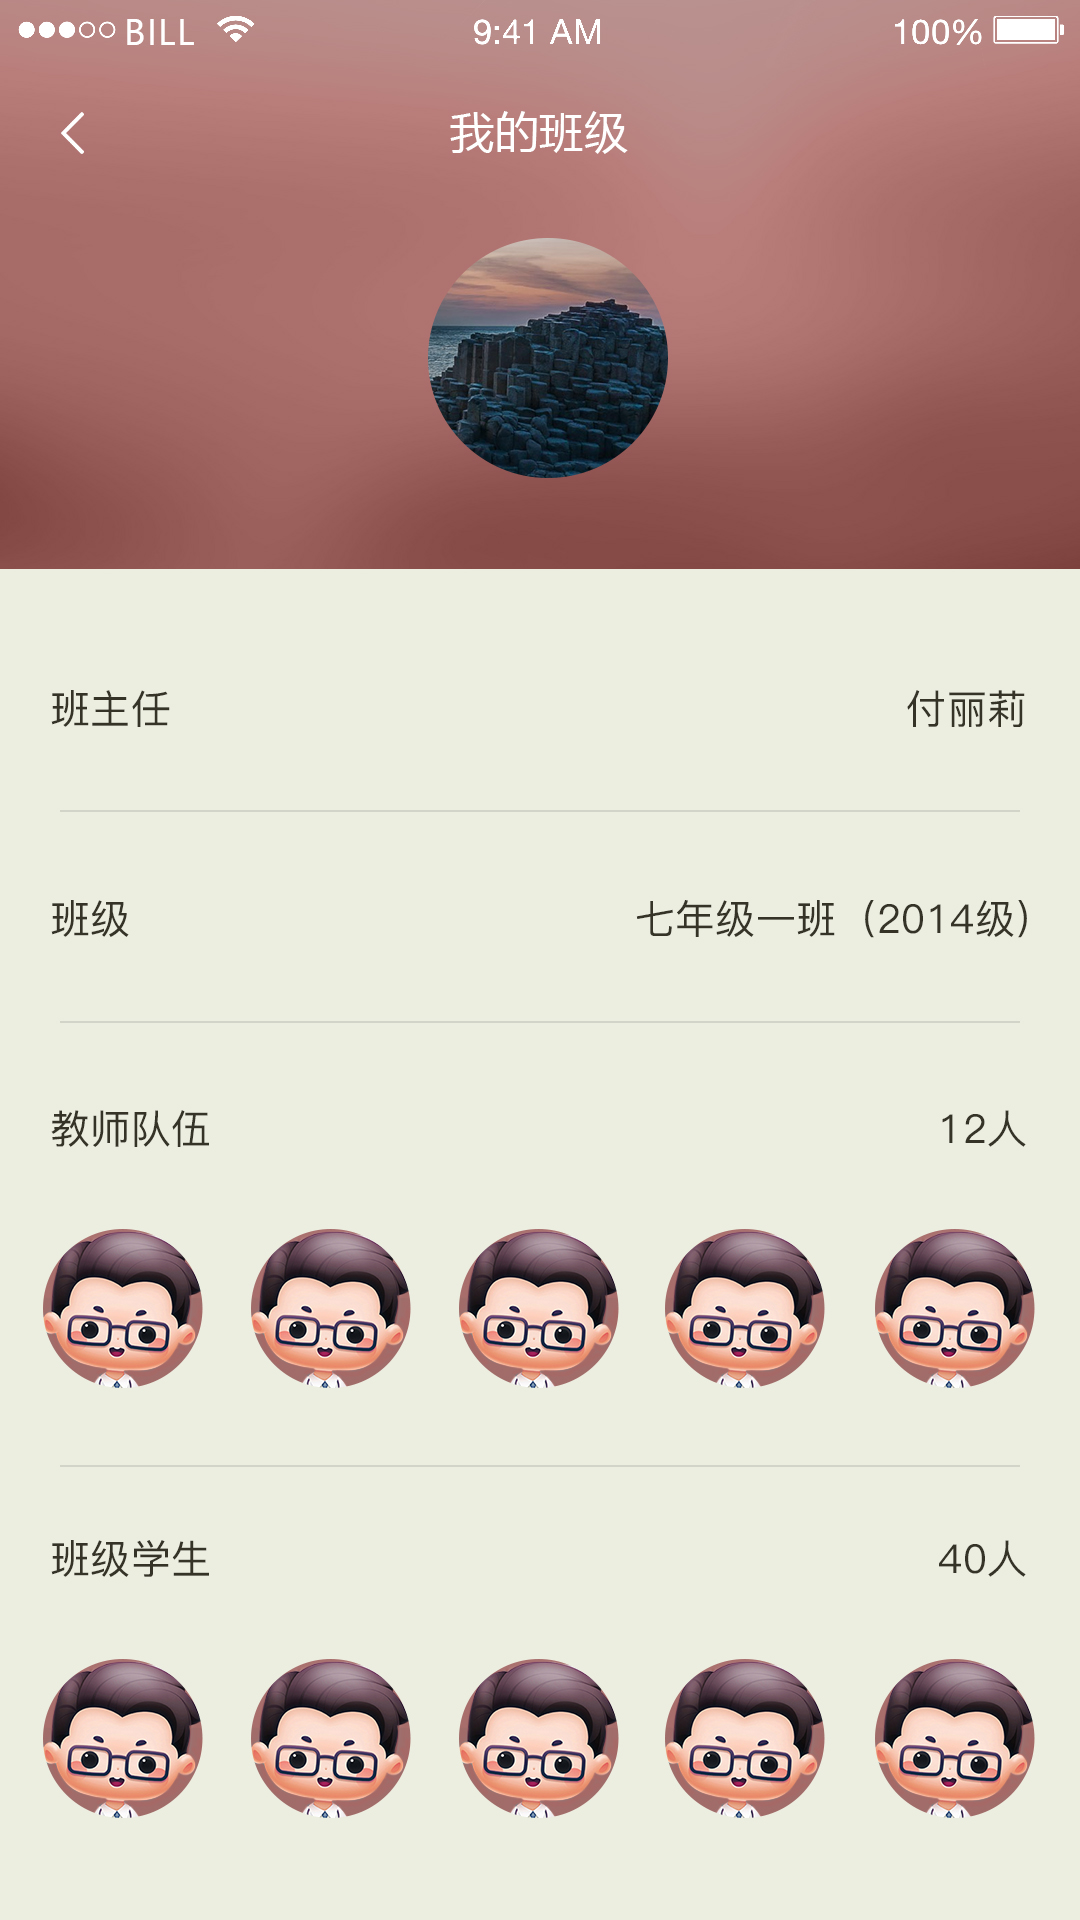 BILL 9:41 AM 100%
我的班级
班主任 付丽莉
班级 七年级一班（2014级）
教师队伍 12人
班级学生 40人